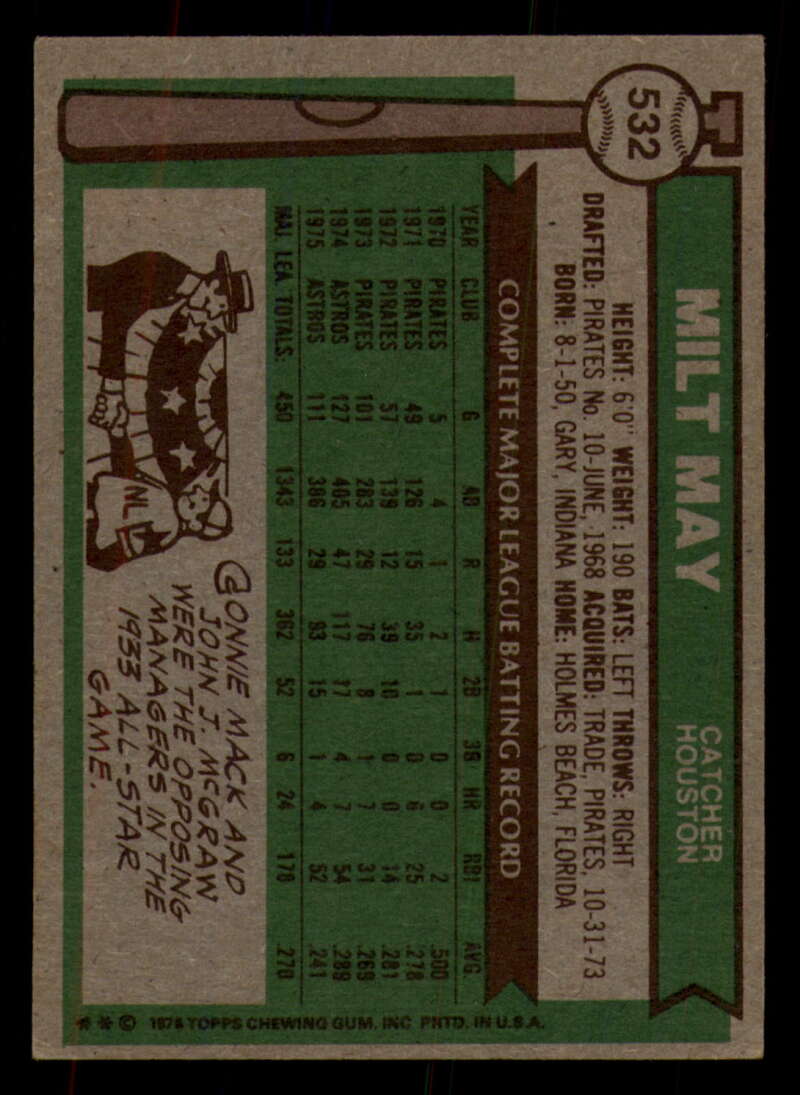 532
MILT MAY
CATCHER
HOUSTON
HEIGHT: 6'0" WEIGHT: 190 BATS: LEFT THROWS: RIGHT
DRAFTED: PIRATES No. 10-JUNE, 1968 ACQUIRED: TRADE, PIRATES, 10-31-73
BORN: 8-1-50, GARY, INDIANA HOME: HOLMES BEACH, FLORIDA
COMPLETE MAJOR LEAGUE BATTING RECORD
YEAR CLUB G AB R H 2B 3B HR RBI AVG.
1970 PIRATES 5 4 1 2 1 0 0 2 .500
1971 PIRATES 49 126 15 35 1 0 6 25 .278
1972 PIRATES 57 139 12 39 10 0 0 14 .281
1973 PIRATES 101 283 29 76 8 1 7 31 .269
1974 ASTROS 127 405 47 117 17 4 7 54 .289
1975 ASTROS 111 386 29 93 15 1 4 52 .241
MAJ. LEA. TOTALS. 450 1343 133 362 52 6 24 178 .270
NL
CONNIE MACK AND
JOHN J. McGRAW
WERE THE OPPOSING
MANAGERS IN THE
1933 ALL-STAR
GAME.
* * © 1976 TOPPS CHEWING GUM, INC PRTD. IN U.S.A.